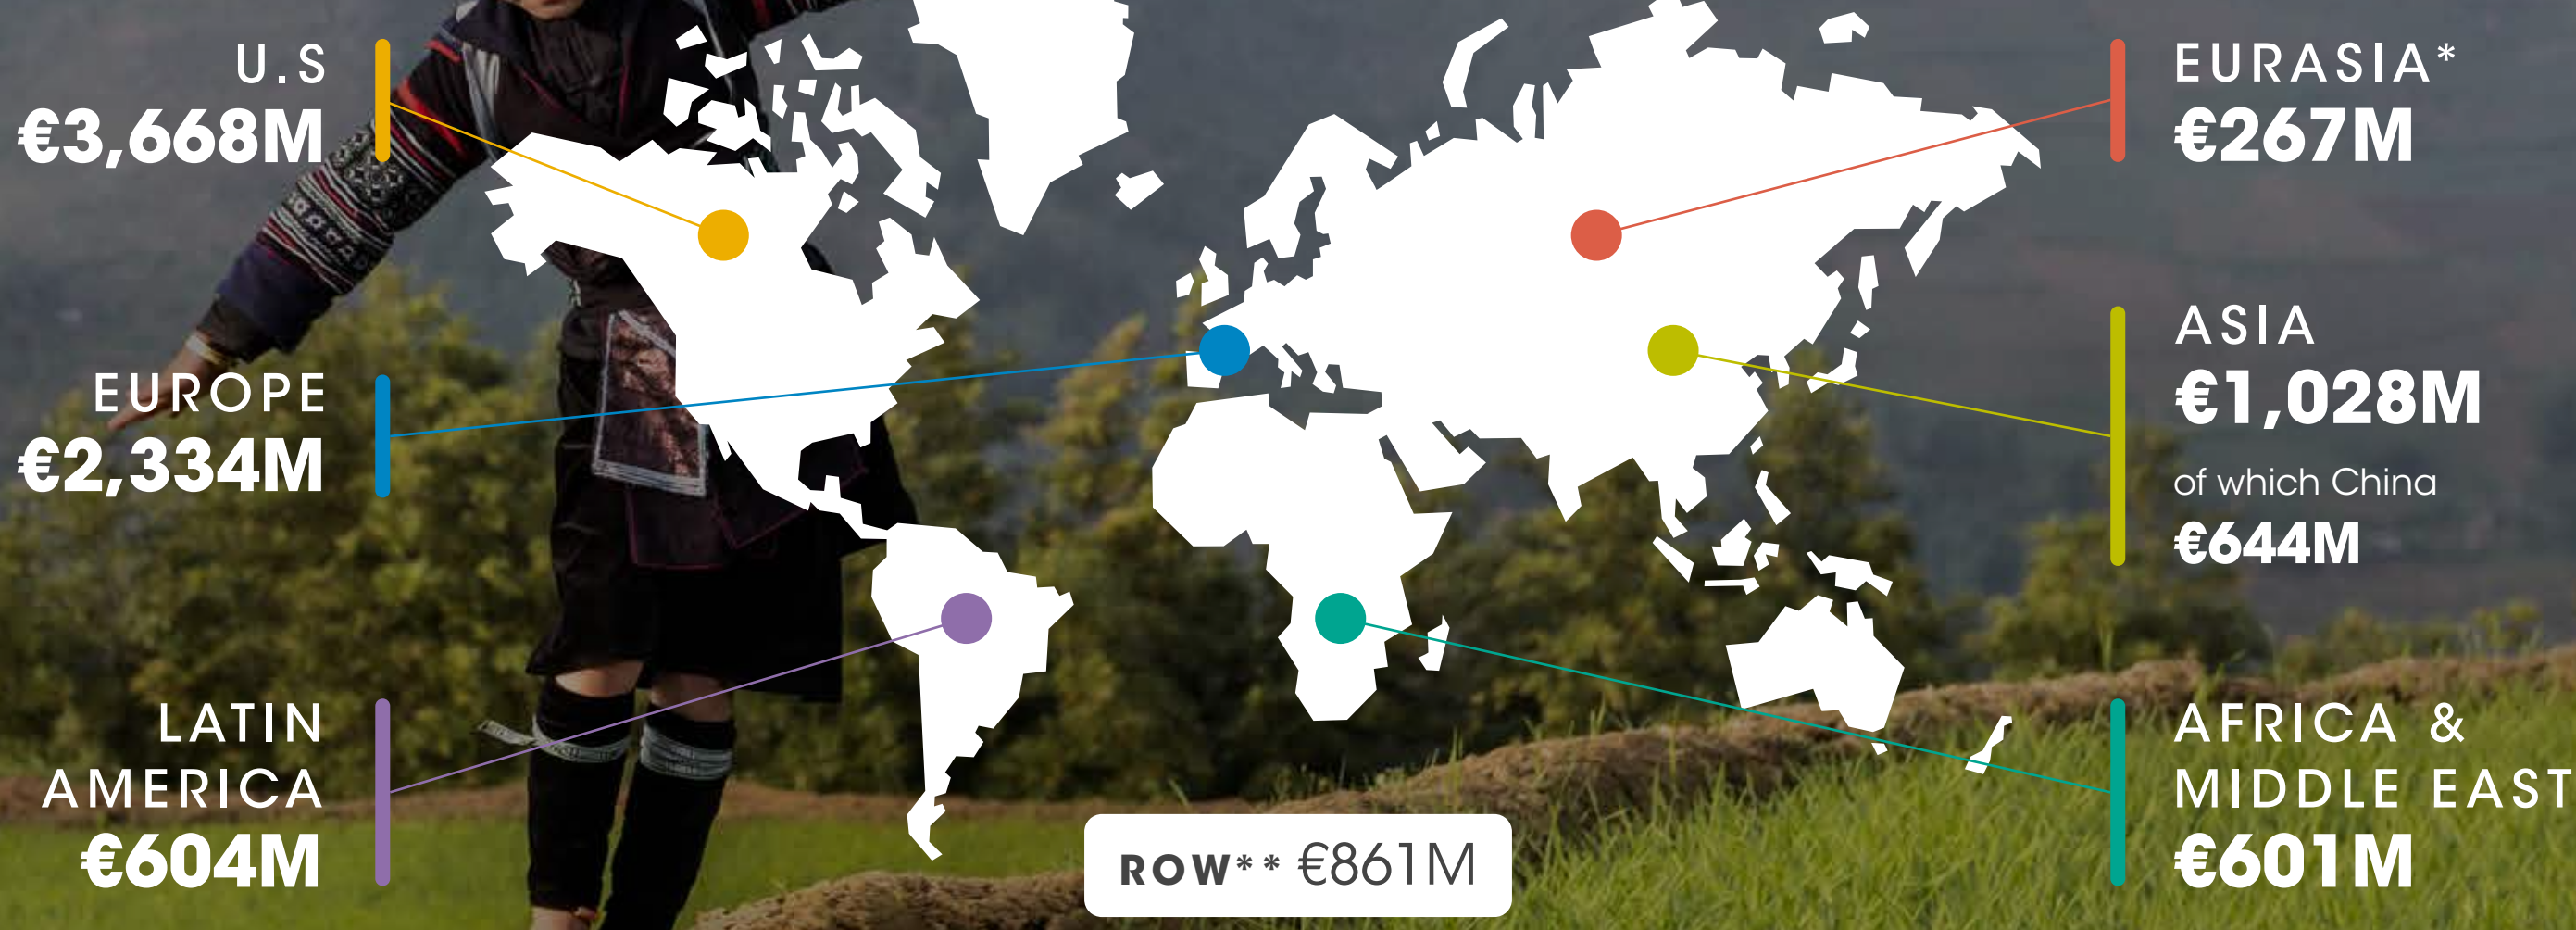 U.S
€3,668M
EUROPE
€2,334M
LATIN
AMERICA
€604M
EURASIA*
€267M
ASIA
€1,028M
of which China
€644M
AFRICA &
MIDDLE EAST
€601M
ROW** €861M